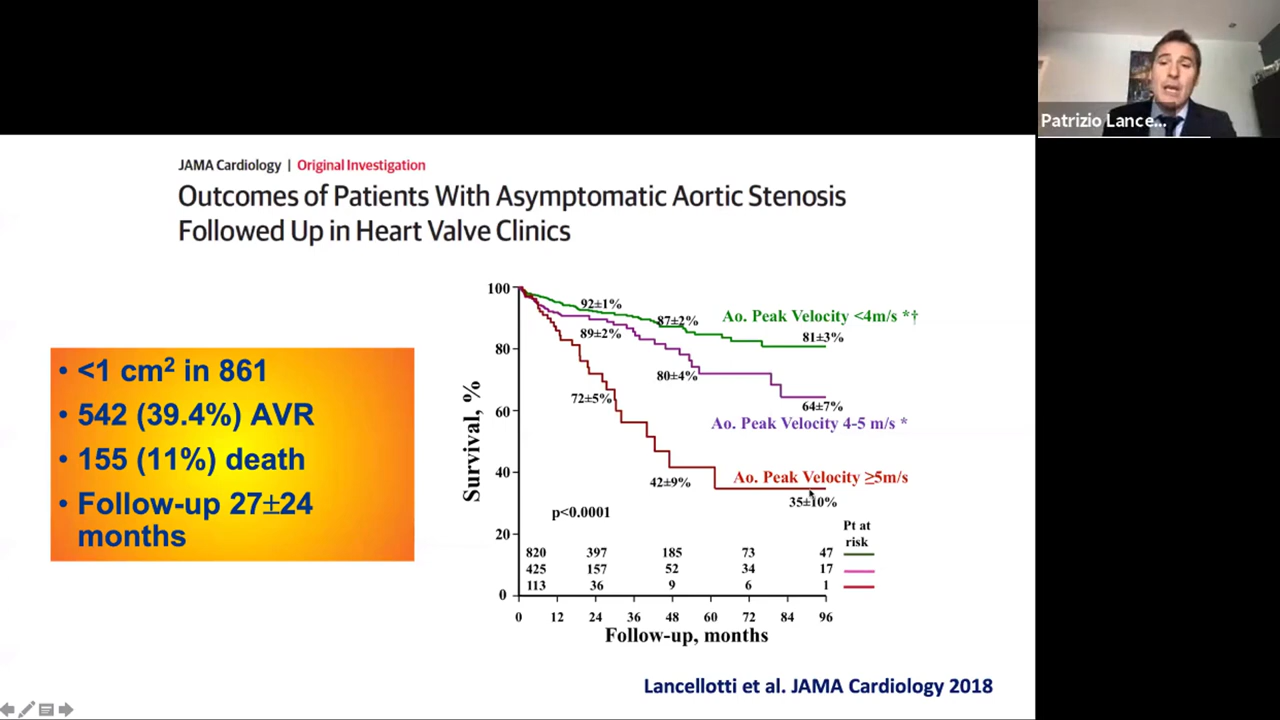 Patrizio Lance...
JAMA Cardiology | Original Investigation
Outcomes of Patients With Asymptomatic Aortic Stenosis
Followed Up in Heart Valve Clinics
• <1 cm² in 861
• 542 (39.4%) AVR
• 155 (11%) death
• Follow-up 27±24
months
Survival, %
100
80
60
40
20
0
92±1%
87±2%
81±3%
Ao. Peak Velocity <4m/s *†
89±2%
80±4%
64±7%
Ao. Peak Velocity 4-5 m/s *
72±5%
42±9%
35±10%
Ao. Peak Velocity ≥5m/s
p<0.0001
Pt at
risk
820 397 185 73 47
425 157 52 34 17
113 36 9 6 1
0 12 24 36 48 60 72 84 96
Follow-up, months
Lancellotti et al. JAMA Cardiology 2018